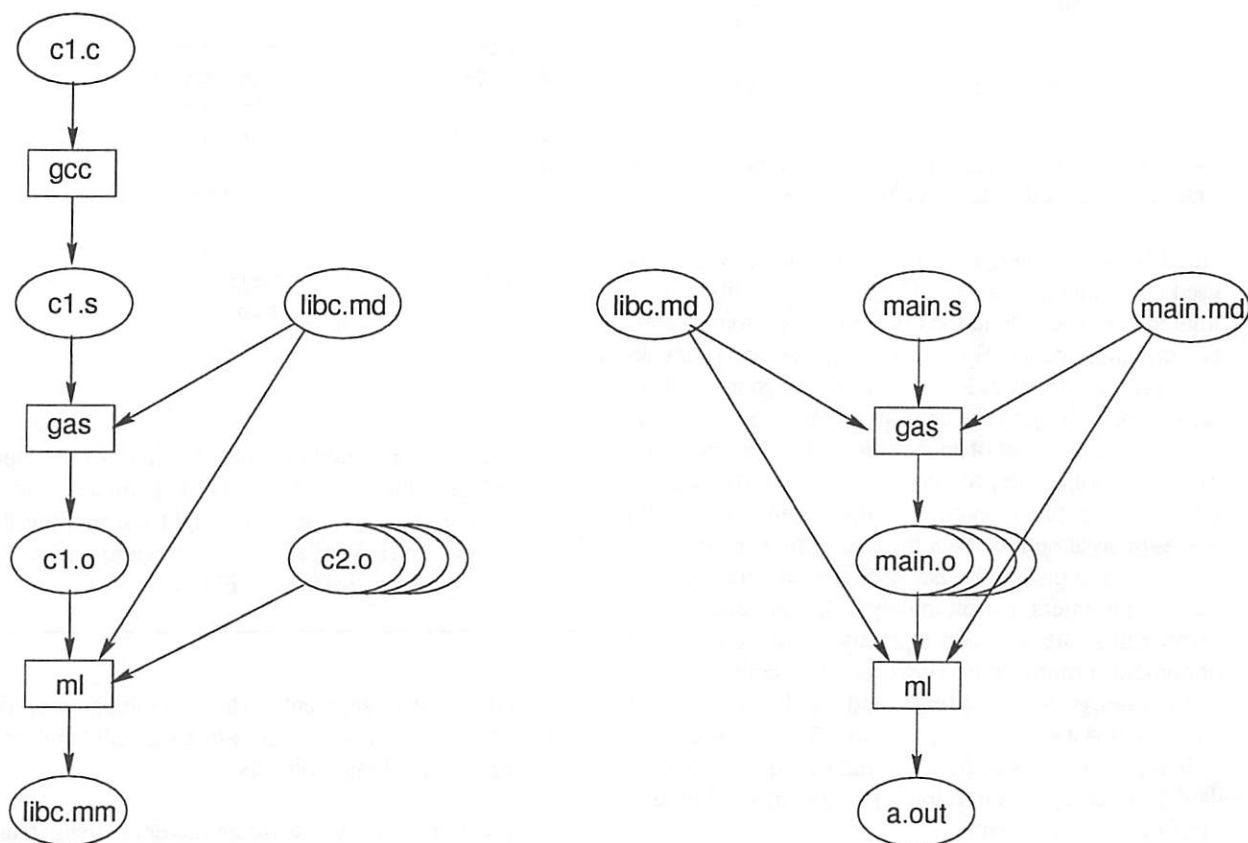 c1.c
gcc
c1.s
libc.md
gas
c1.o
c2.o
ml
libc.mm
libc.md
main.s
main.md
gas
main.o
ml
a.out